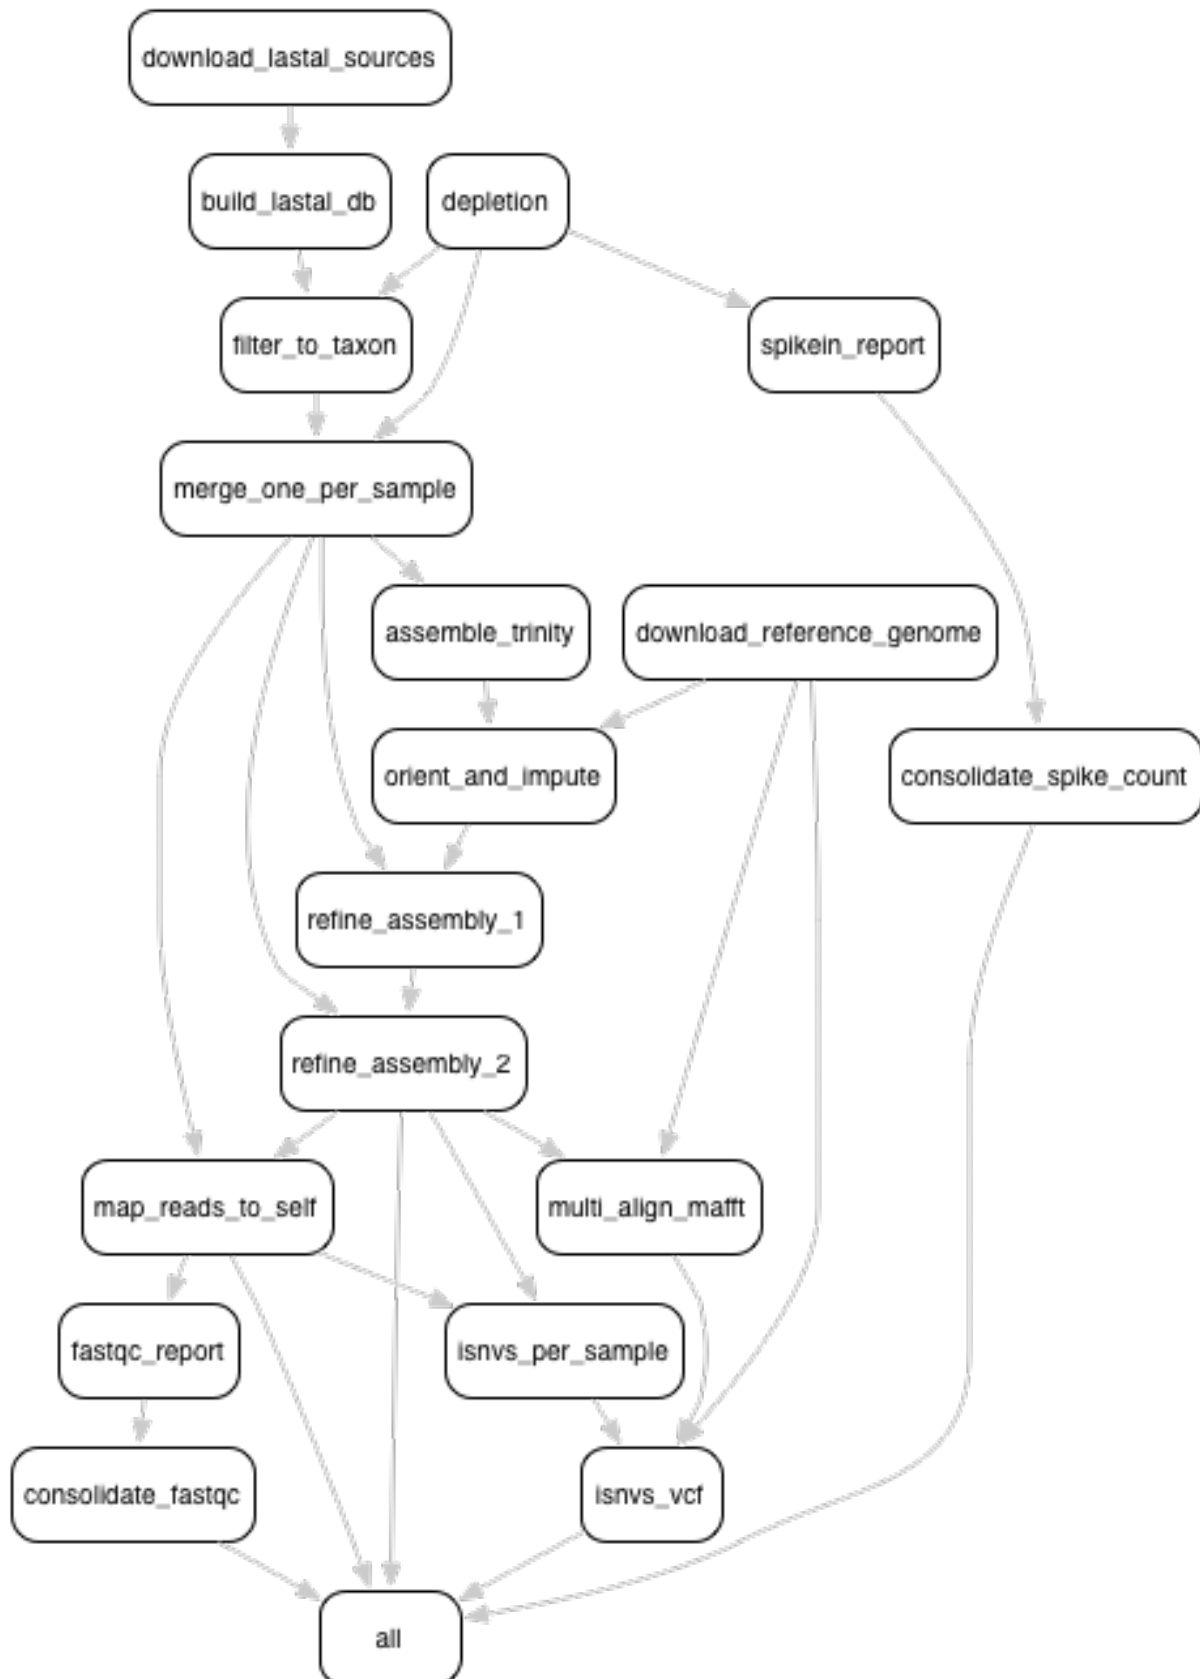 download_lastal_sources
build_lastal_db
depletion
filter_to_taxon
spikein_report
merge_one_per_sample
assemble_trinity
download_reference_genome
orient_and_impute
consolidate_spike_count
refine_assembly_1
refine_assembly_2
map_reads_to_self
multi_align_mafft
fastqc_report
isnvs_per_sample
consolidate_fastqc
isnvs_vcf
all